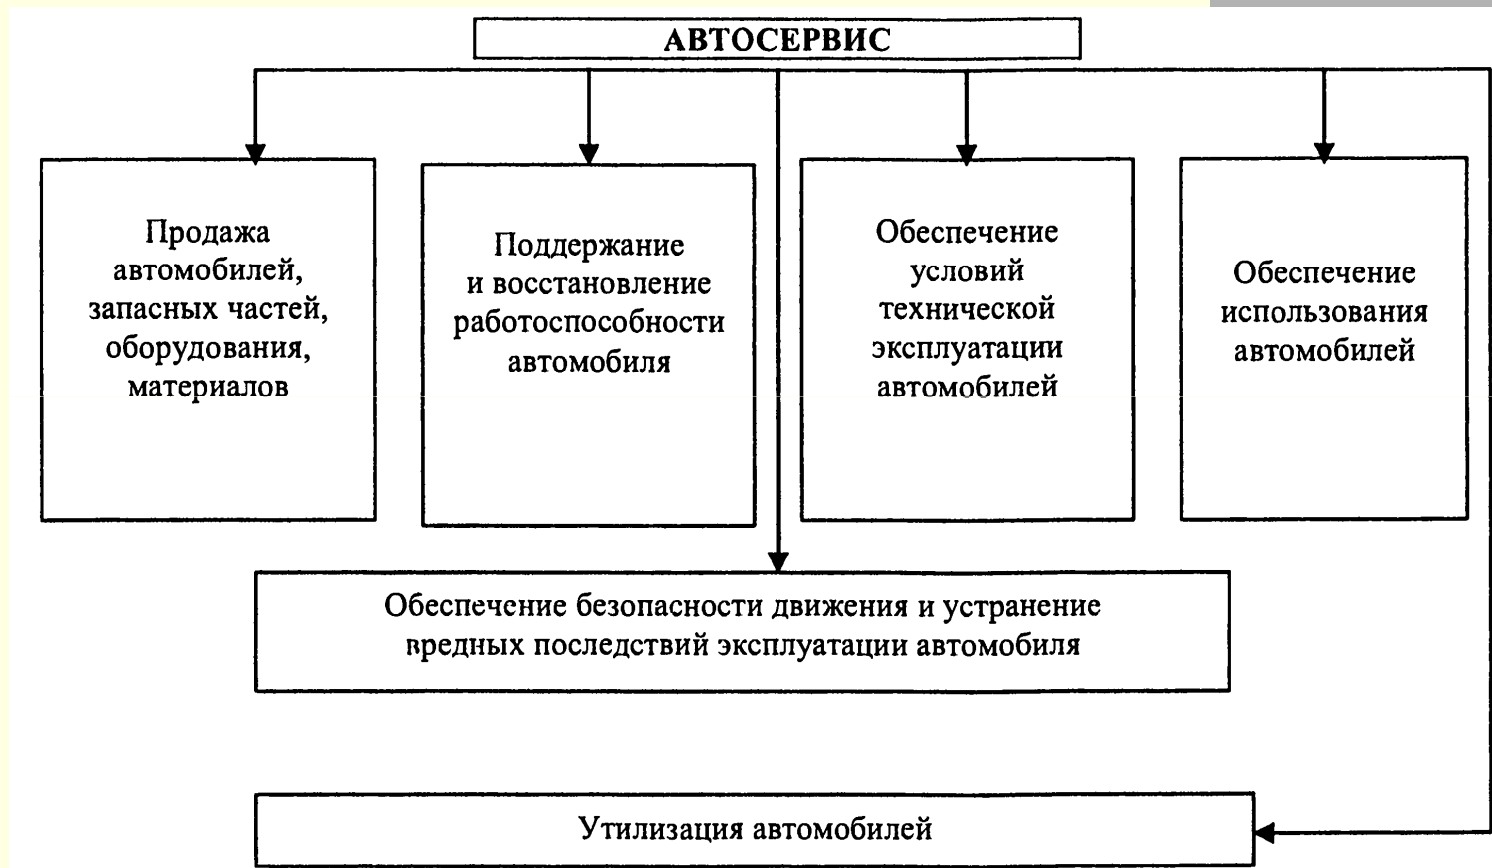 АВТОСЕРВИС
Продажа
автомобилей,
запасных частей,
оборудования,
материалов
Поддержание
и восстановление
работоспособности
автомобиля
Обеспечение
условий
технической
эксплуатации
автомобилей
Обеспечение
использования
автомобилей
Обеспечение безопасности движения и устранение
вредных последствий эксплуатации автомобиля
Утилизация автомобилей